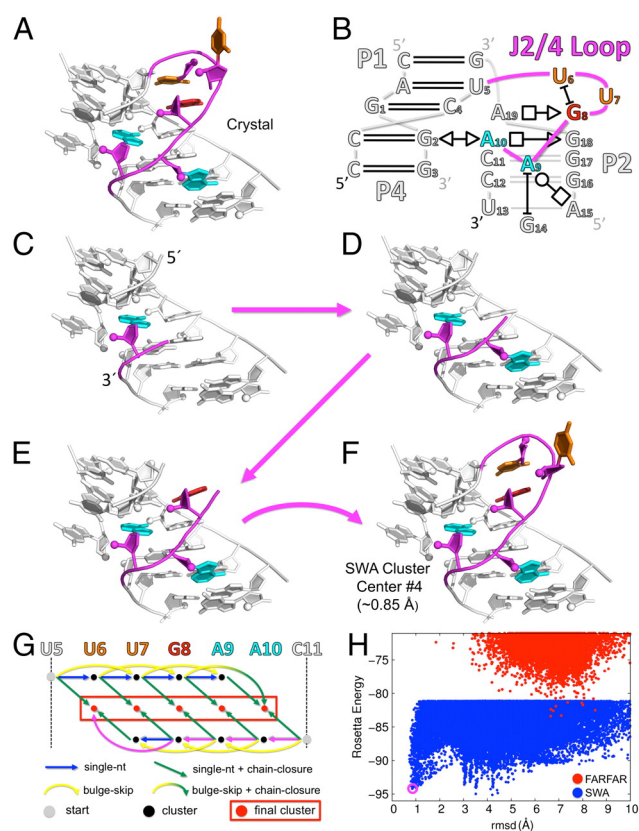 A
Crystal
B
J2/4 Loop
P1
5´
3´
C
G
U6
A
U5
U7
G1
C4
A19
G8
C
G2
A10
G18
C11
A9
G17
P2
C
G3
C12
G16
5´
P4
U13
A15
3´
G14
5´
C
5´
3´
D
E
F
SWA Cluster
Center #4
(~0.85 Å)
G
U5 U6 U7 G8 A9 A10 C11
single-nt
single-nt + chain-closure
bulge-skip
bulge-skip + chain-closure
start
cluster
final cluster
H
Rosetta Energy
−75
−80
−85
−90
−95
FARFAR
SWA
0 1 2 3 4 5 6 7 8 9 10
rmsd (Å)